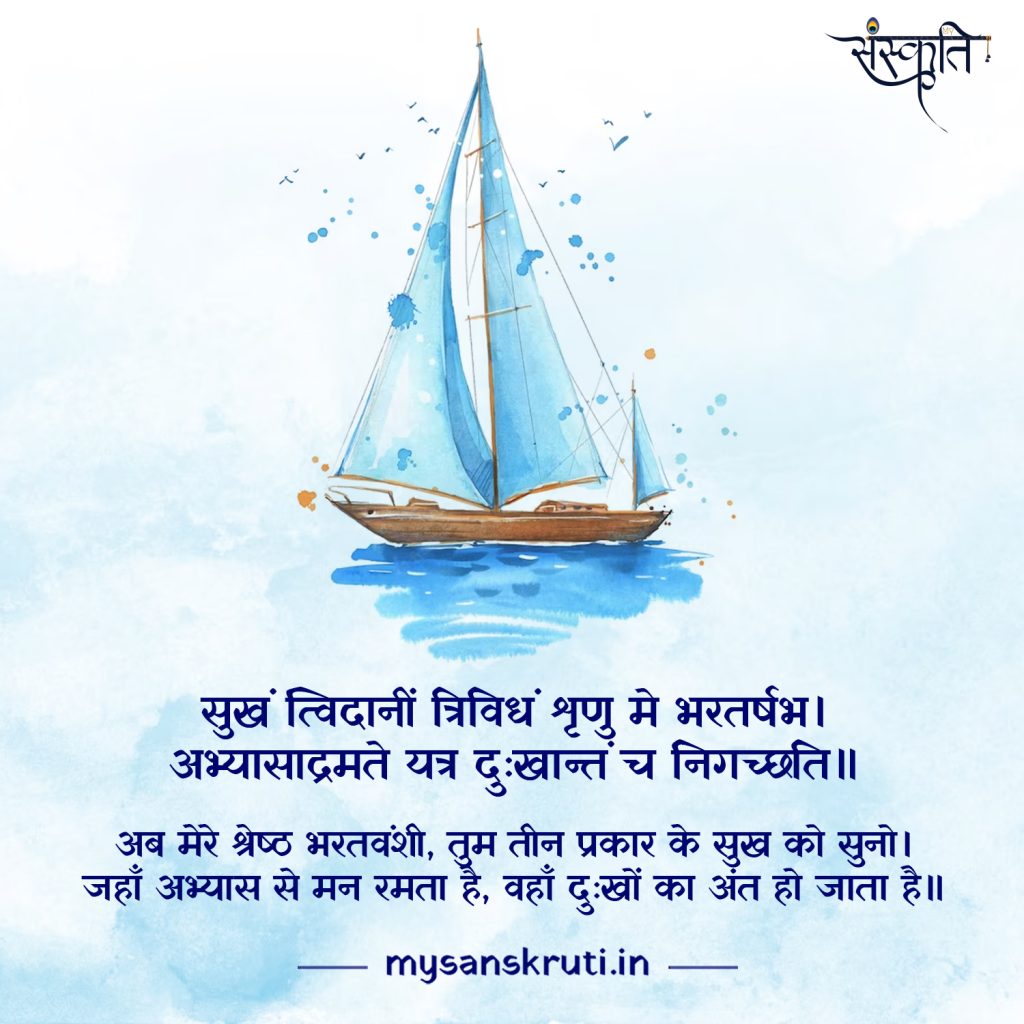 संस्कृति
सुखं त्विदानीं त्रिविधं शृणु मे भरतर्षभ।
अभ्यासाद्रमते यत्र दुःखान्तं च निगच्छति॥
अब मेरे श्रेष्ठ भरतवंशी, तुम तीन प्रकार के सुख को सुनो।
जहाँ अभ्यास से मन रमता है, वहाँ दुःखों का अंत हो जाता है॥
mysanskruti.in